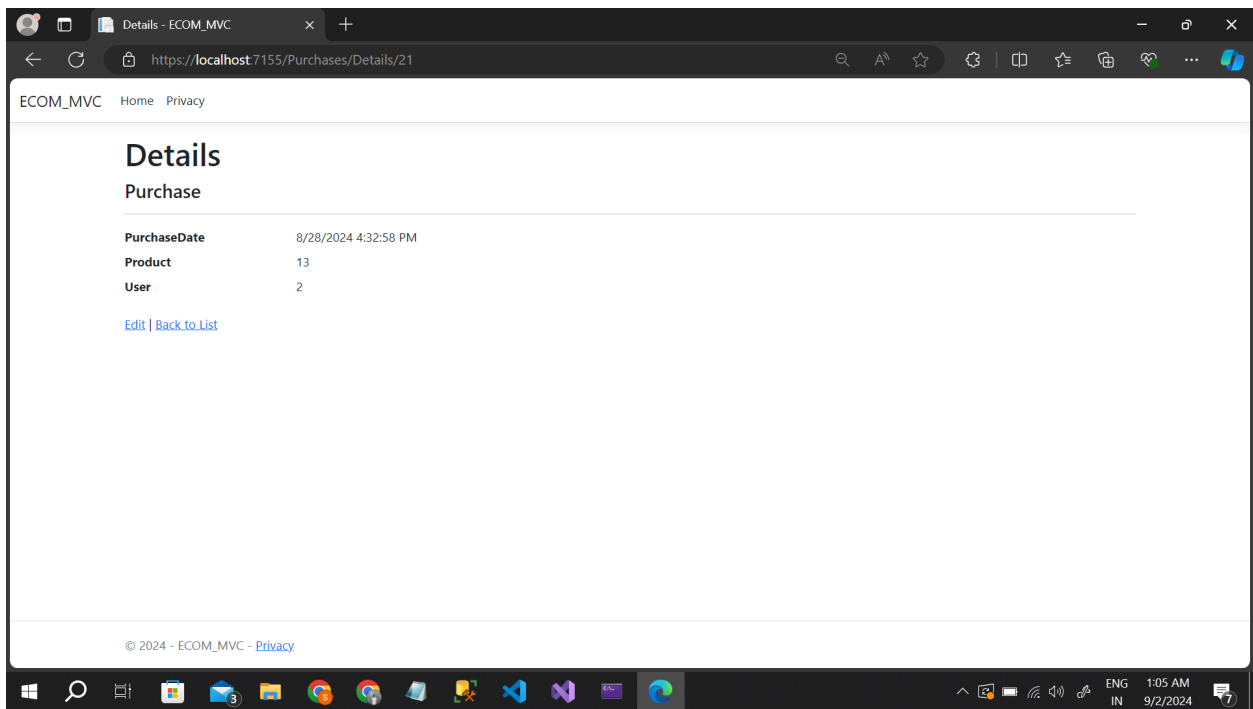 Details - ECOM_MVC
https://localhost:7155/Purchases/Details/21
ECOM_MVC Home Privacy
Details
Purchase
PurchaseDate 8/28/2024 4:32:58 PM
Product 13
User 2
Edit | Back to List
© 2024 - ECOM_MVC - Privacy
3
ENG 1:05 AM
IN 9/2/2024
7